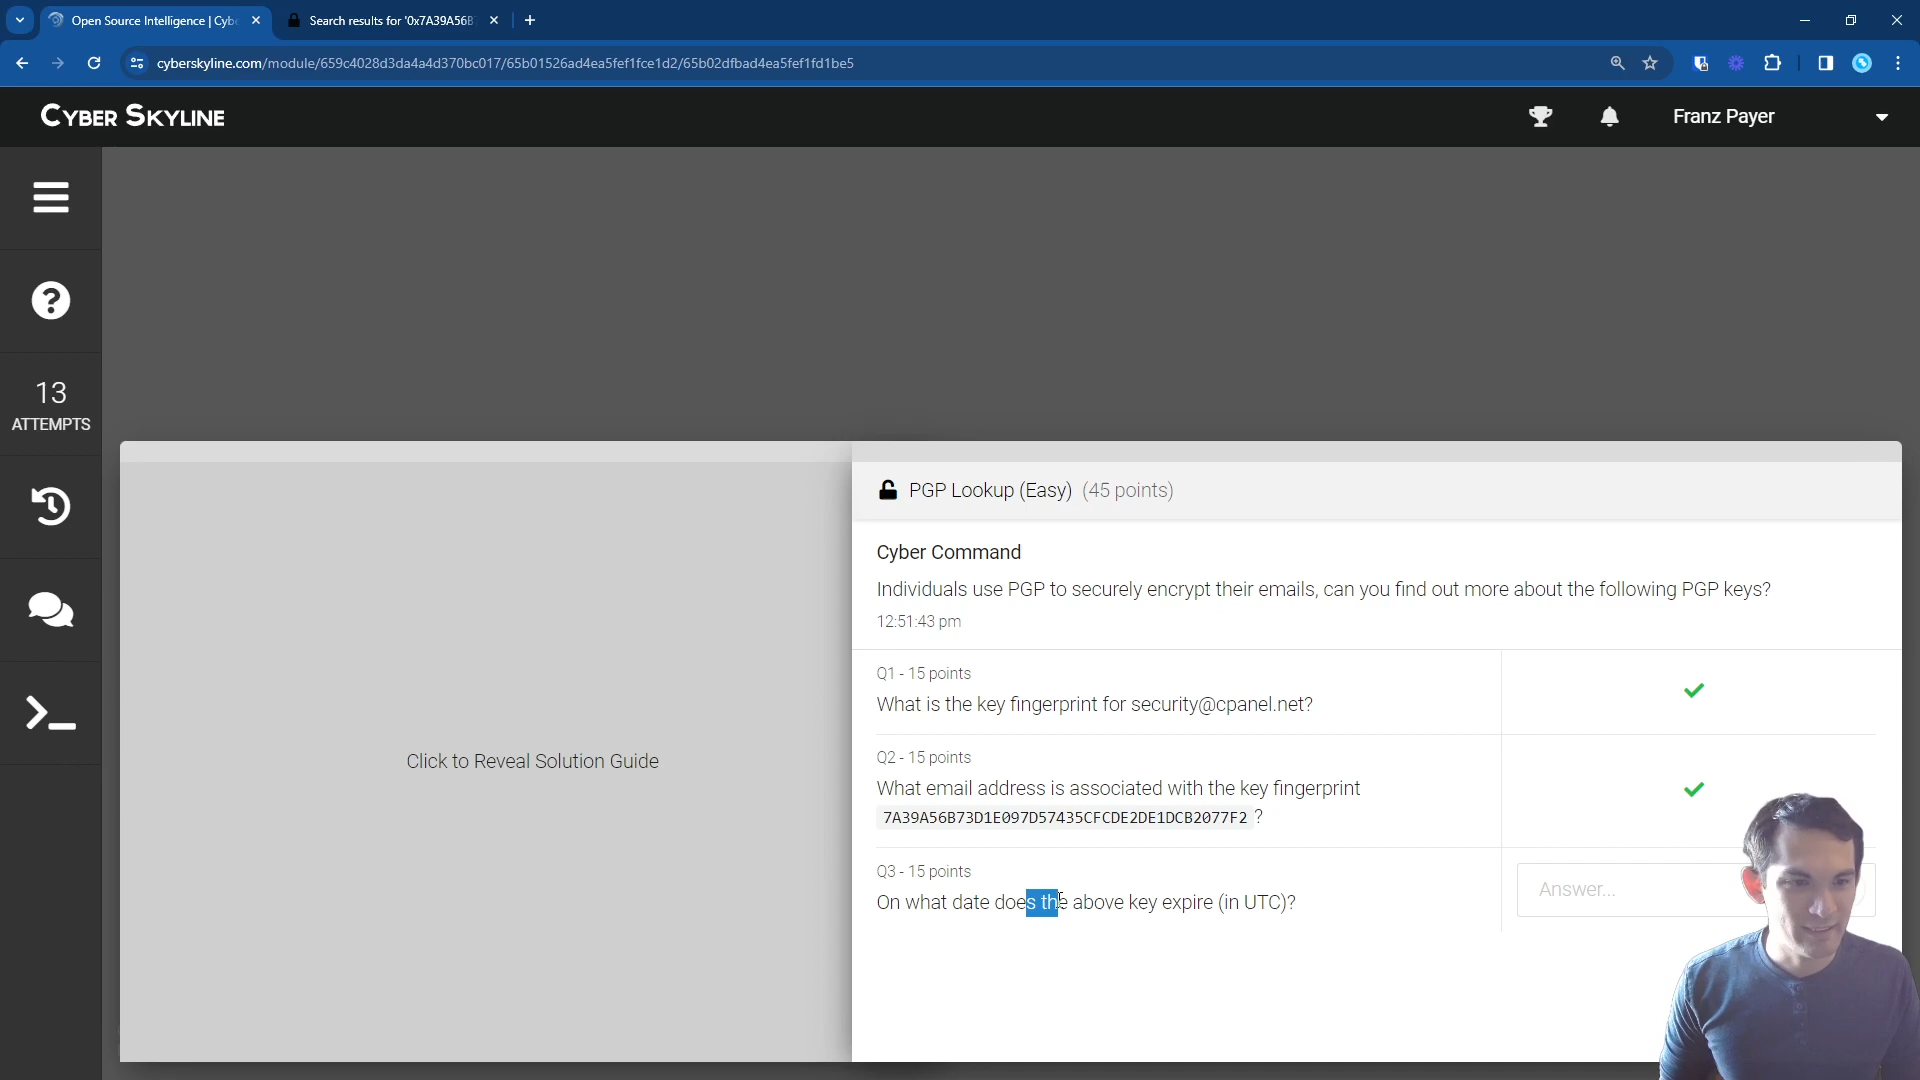 Open Source Intelligence | Cyb
Search results for '0x7A39A56B7
cyberskyline.com/module/659c4028d3da4a4d370bc017/65b01526ad4ea5fef1fce1d2/65b02dfbad4ea5fef1fd1be5
CYBER SKYLINE
Franz Payer
13
ATTEMPTS
PGP Lookup (Easy) (45 points)
Cyber Command
Individuals use PGP to securely encrypt their emails, can you find out more about the following PGP keys?
12:51:43 pm
Q1 - 15 points
What is the key fingerprint for security@cpanel.net?
Click to Reveal Solution Guide
Q2 - 15 points
What email address is associated with the key fingerprint
7A39A56B73D1E097D57435CFCDE2DE1DCB2077F2 ?
Q3 - 15 points
On what date does the above key expire (in UTC)?
Answer...